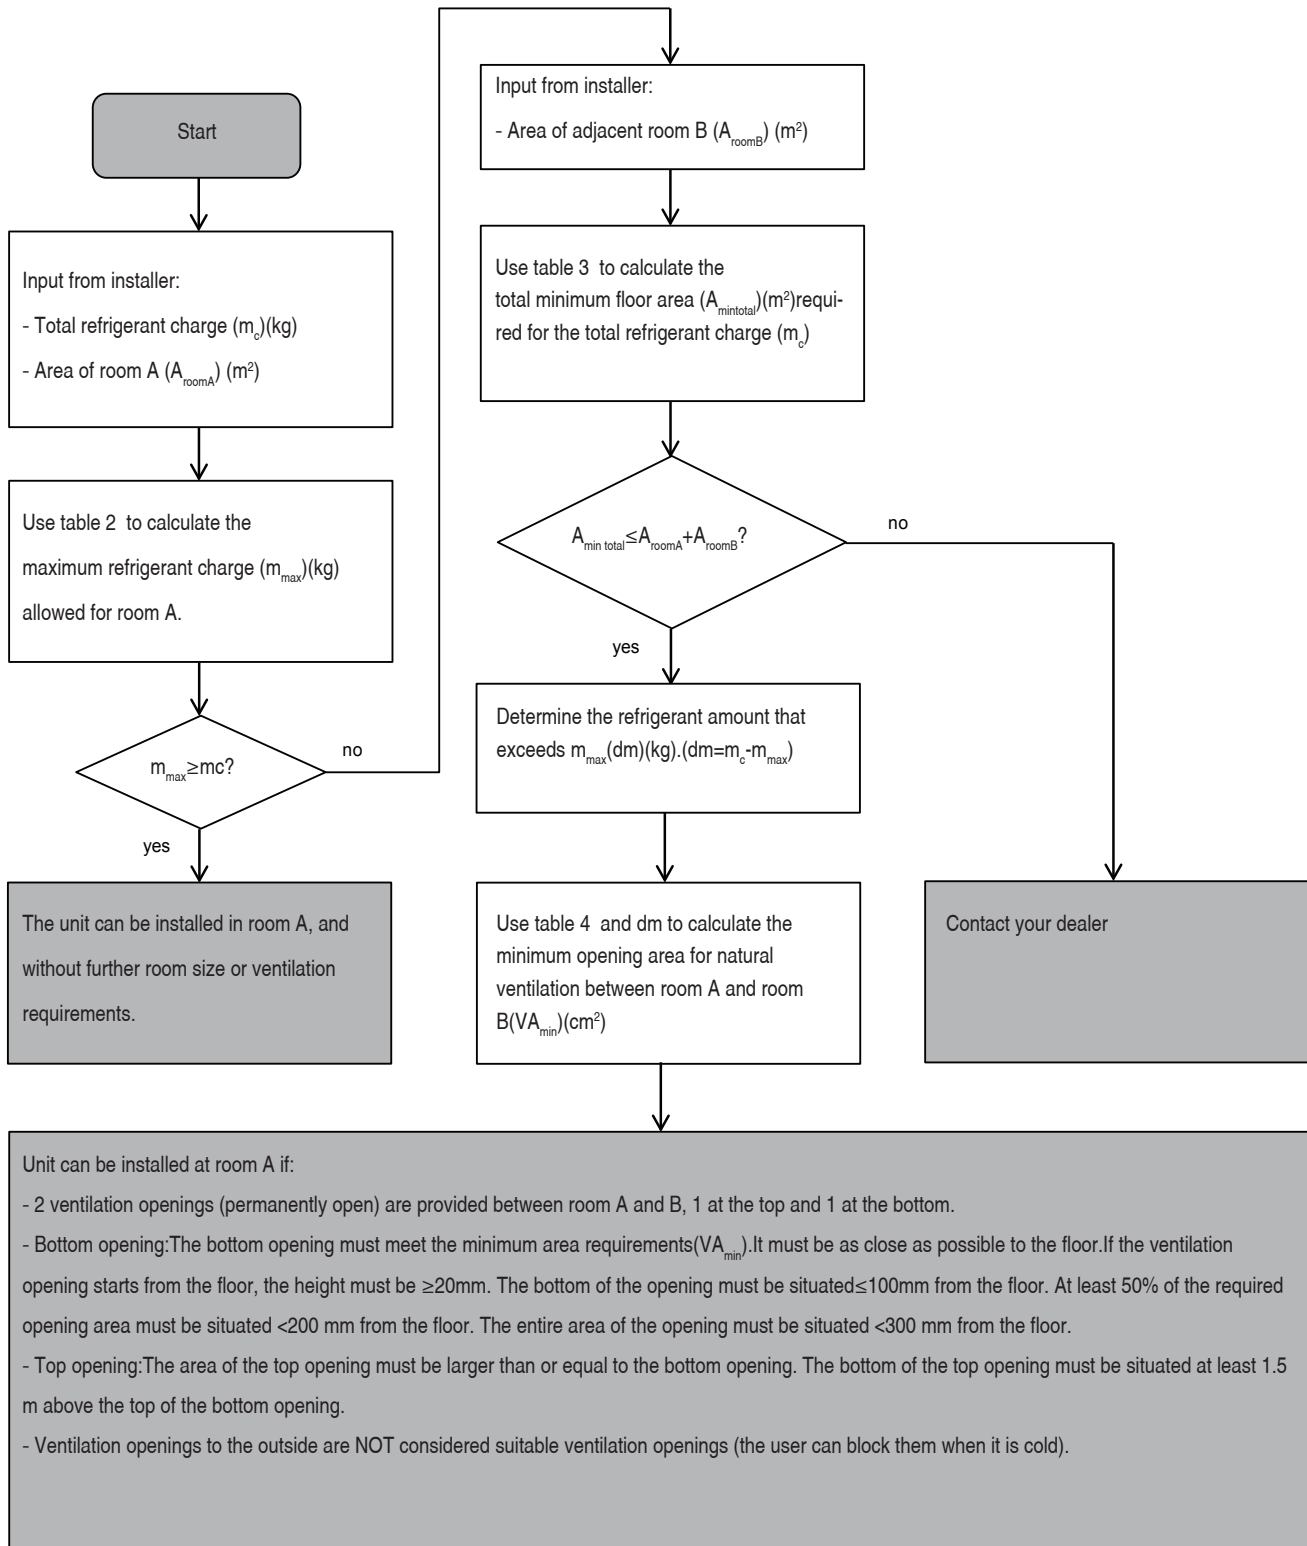 Start
Input from installer:
- Total refrigerant charge (mc)(kg)
- Area of room A (AroomA) (m²)
Use table 2 to calculate the
maximum refrigerant charge (mmax)(kg)
allowed for room A.
mmax≥mc?
no
yes
The unit can be installed in room A, and
without further room size or ventilation
requirements.
Input from installer:
- Area of adjacent room B (AroomB) (m²)
Use table 3 to calculate the
total minimum floor area (Amintotal)(m²)requi-
red for the total refrigerant charge (mc)
Amin total≤AroomA+AroomB?
no
yes
Determine the refrigerant amount that
exceeds mmax(dm)(kg).(dm=mc-mmax)
Use table 4 and dm to calculate the
minimum opening area for natural
ventilation between room A and room
B(VAmin)(cm²)
Contact your dealer
Unit can be installed at room A if:
- 2 ventilation openings (permanently open) are provided between room A and B, 1 at the top and 1 at the bottom.
- Bottom opening:The bottom opening must meet the minimum area requirements(VAmin).It must be as close as possible to the floor.If the ventilation
opening starts from the floor, the height must be ≥20mm. The bottom of the opening must be situated≤100mm from the floor. At least 50% of the required
opening area must be situated <200 mm from the floor. The entire area of the opening must be situated <300 mm from the floor.
- Top opening:The area of the top opening must be larger than or equal to the bottom opening. The bottom of the top opening must be situated at least 1.5
m above the top of the bottom opening.
- Ventilation openings to the outside are NOT considered suitable ventilation openings (the user can block them when it is cold).